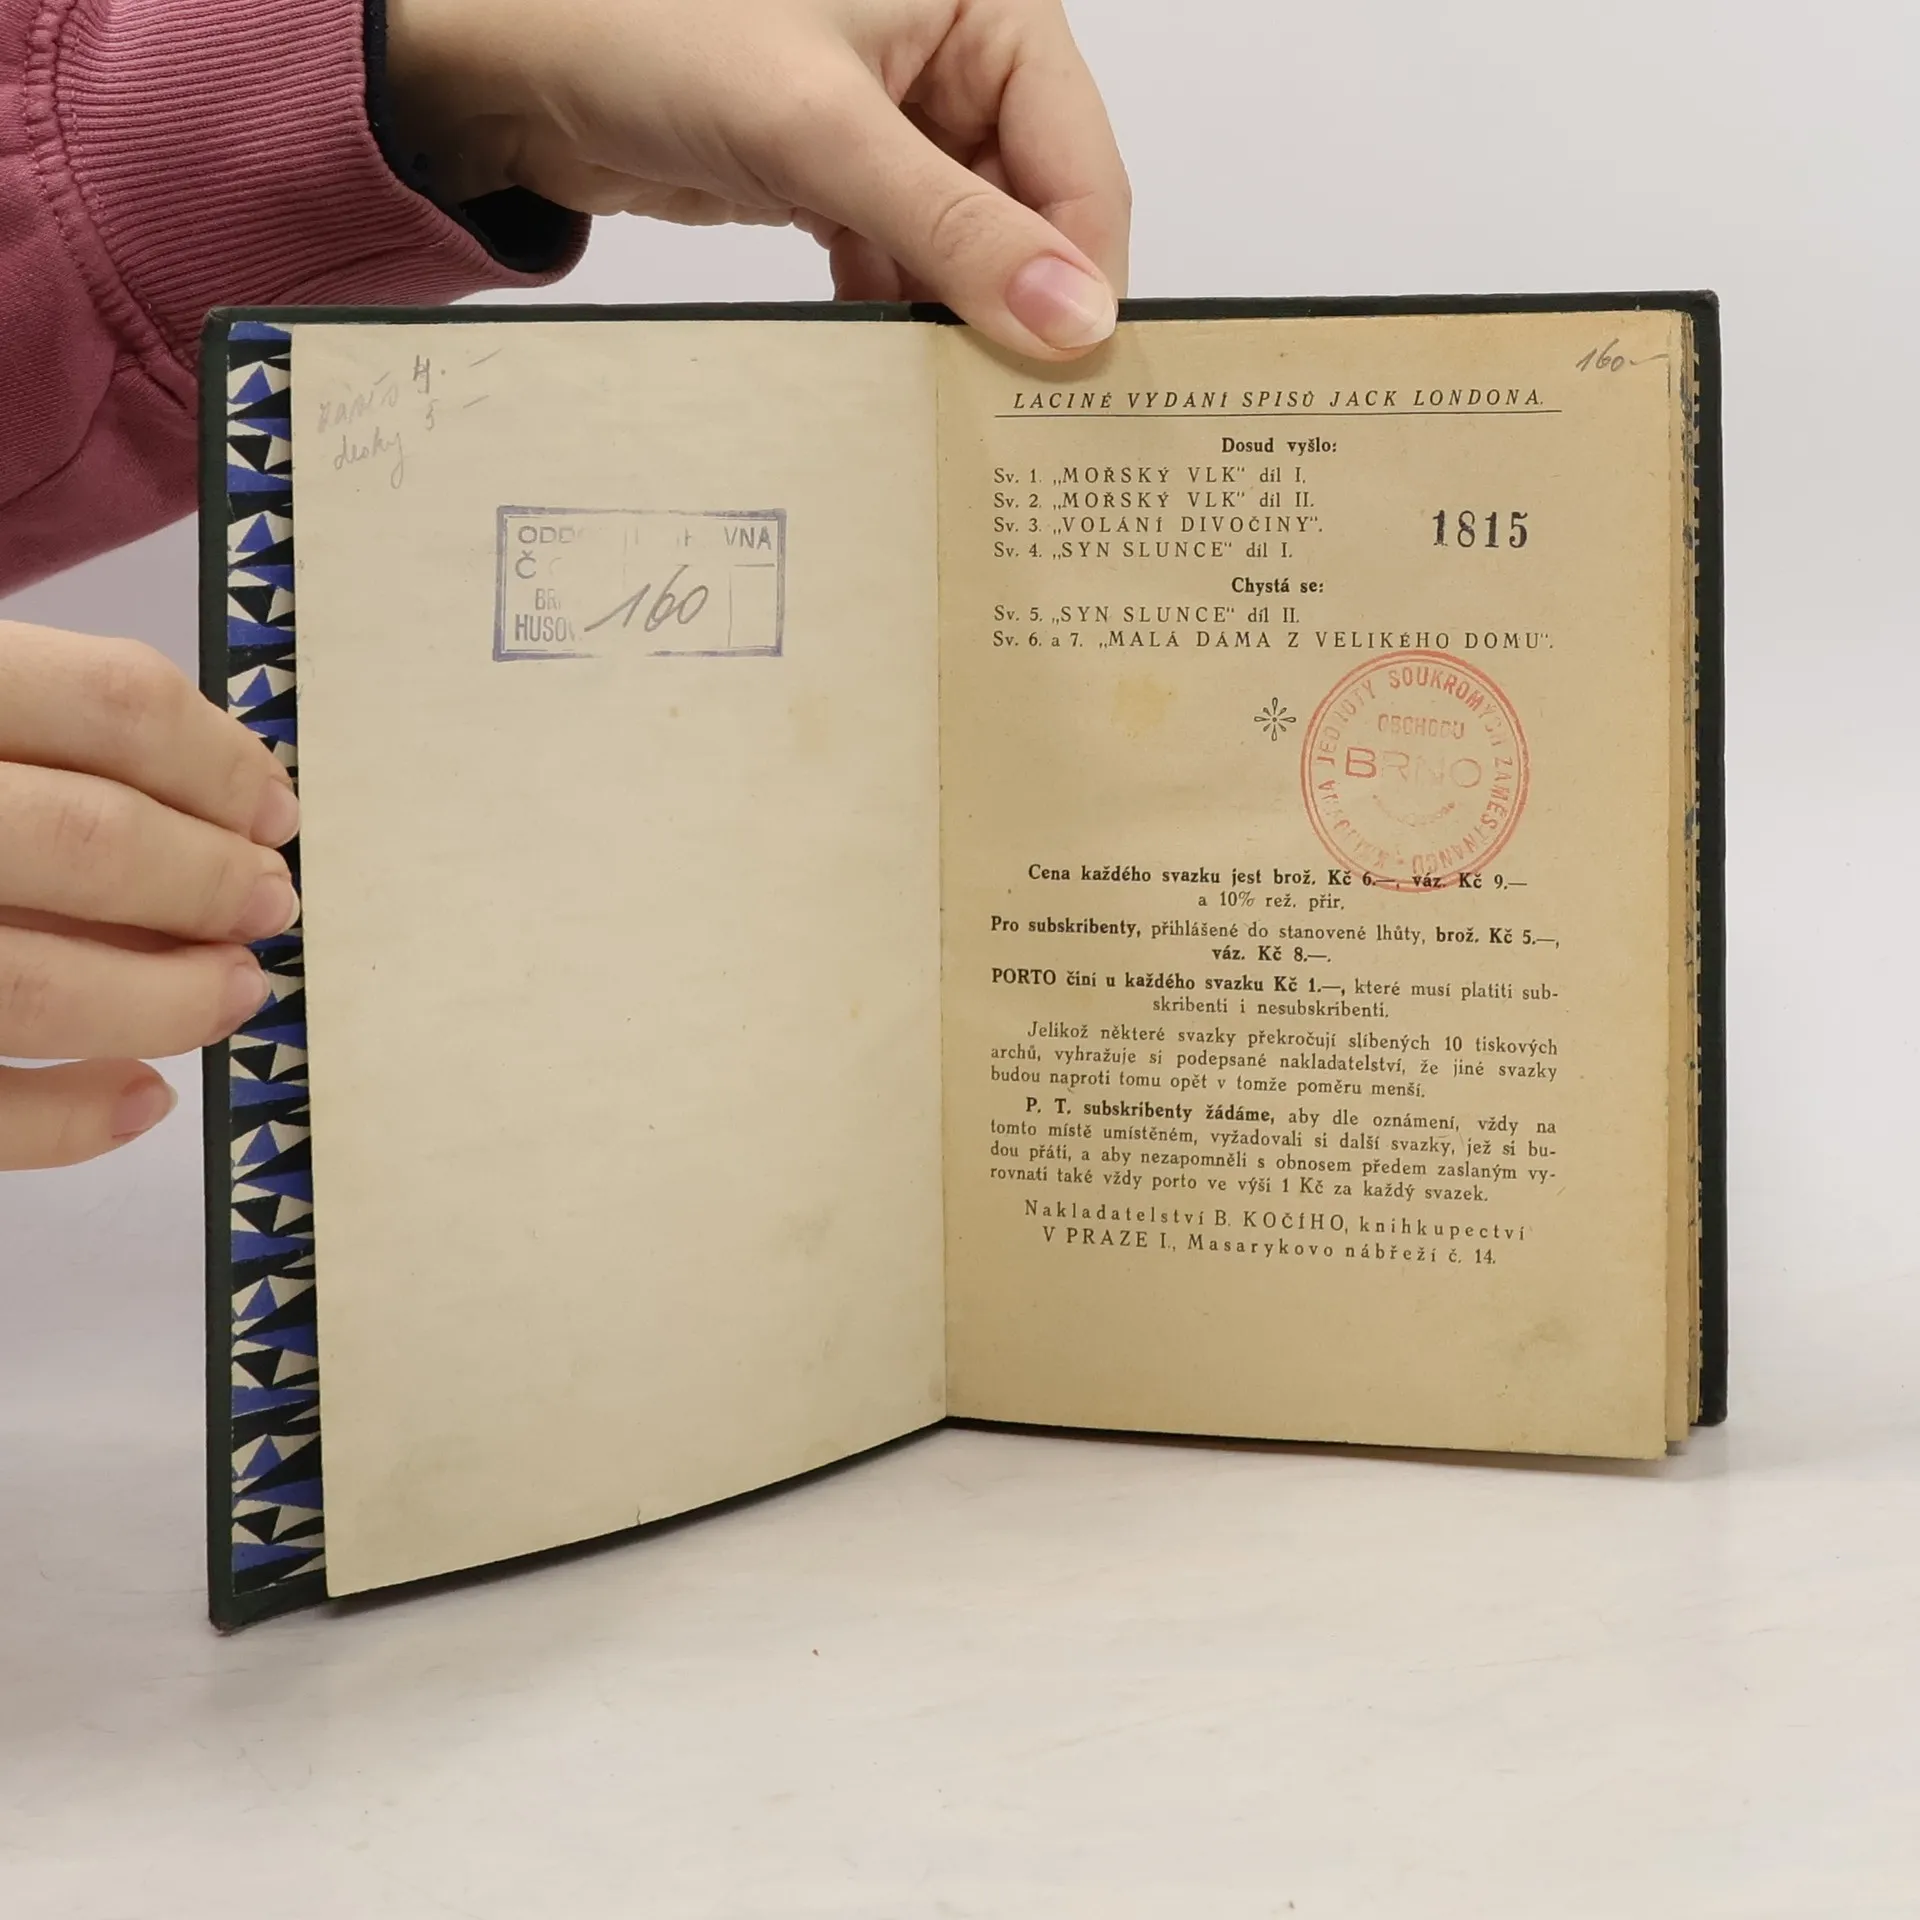 4.—
desky 5—
ODD VNA
Č
BR
HUSOV
160
160—
LACINÉ VYDÁNÍ SPISŮ JACK LONDONA.
Dosud vyšlo:
Sv. 1. „MOŘSKÝ VLK" díl I.
Sv. 2. „MOŘSKÝ VLK" díl II.
Sv. 3. „VOLÁNÍ DIVOČINY".
Sv. 4. „SYN SLUNCE" díl I.
1815
Chystá se:
Sv. 5. „SYN SLUNCE" díl II.
Sv. 6. a 7. „MALÁ DÁMA Z VELIKÉHO DOMU".
JEDNOTY SOUKROMÝCH ZAMĚSTNANCŮ
OBCHODU
BRNO
Cena každého svazku jest brož. Kč 6.—, váz. Kč 9.—
a 10% rež. přir.
Pro subskribenty, přihlášené do stanovené lhůty, brož. Kč 5.—,
váz. Kč 8.—.
PORTO činí u každého svazku Kč 1.—, které musí platiti sub-
skribenti i nesubskribenti.
Jelikož některé svazky překročují slíbených 10 tiskových
archů, vyhražuje si podepsané nakladatelství, že jiné svazky
budou naproti tomu opět v tomže poměru menší.
P. T. subskribenty žádáme, aby dle oznámení, vždy na
tomto místě umístěném, vyžadovali si další svazky, jež si bu-
dou přáti, a aby nezapomněli s obnosem předem zaslaným vy-
rovnati také vždy porto ve výši 1 Kč za každý svazek.
Nakladatelství B. KOČÍHO, knihkupectví
V PRAZE I., Masarykovo nábřeží č. 14.